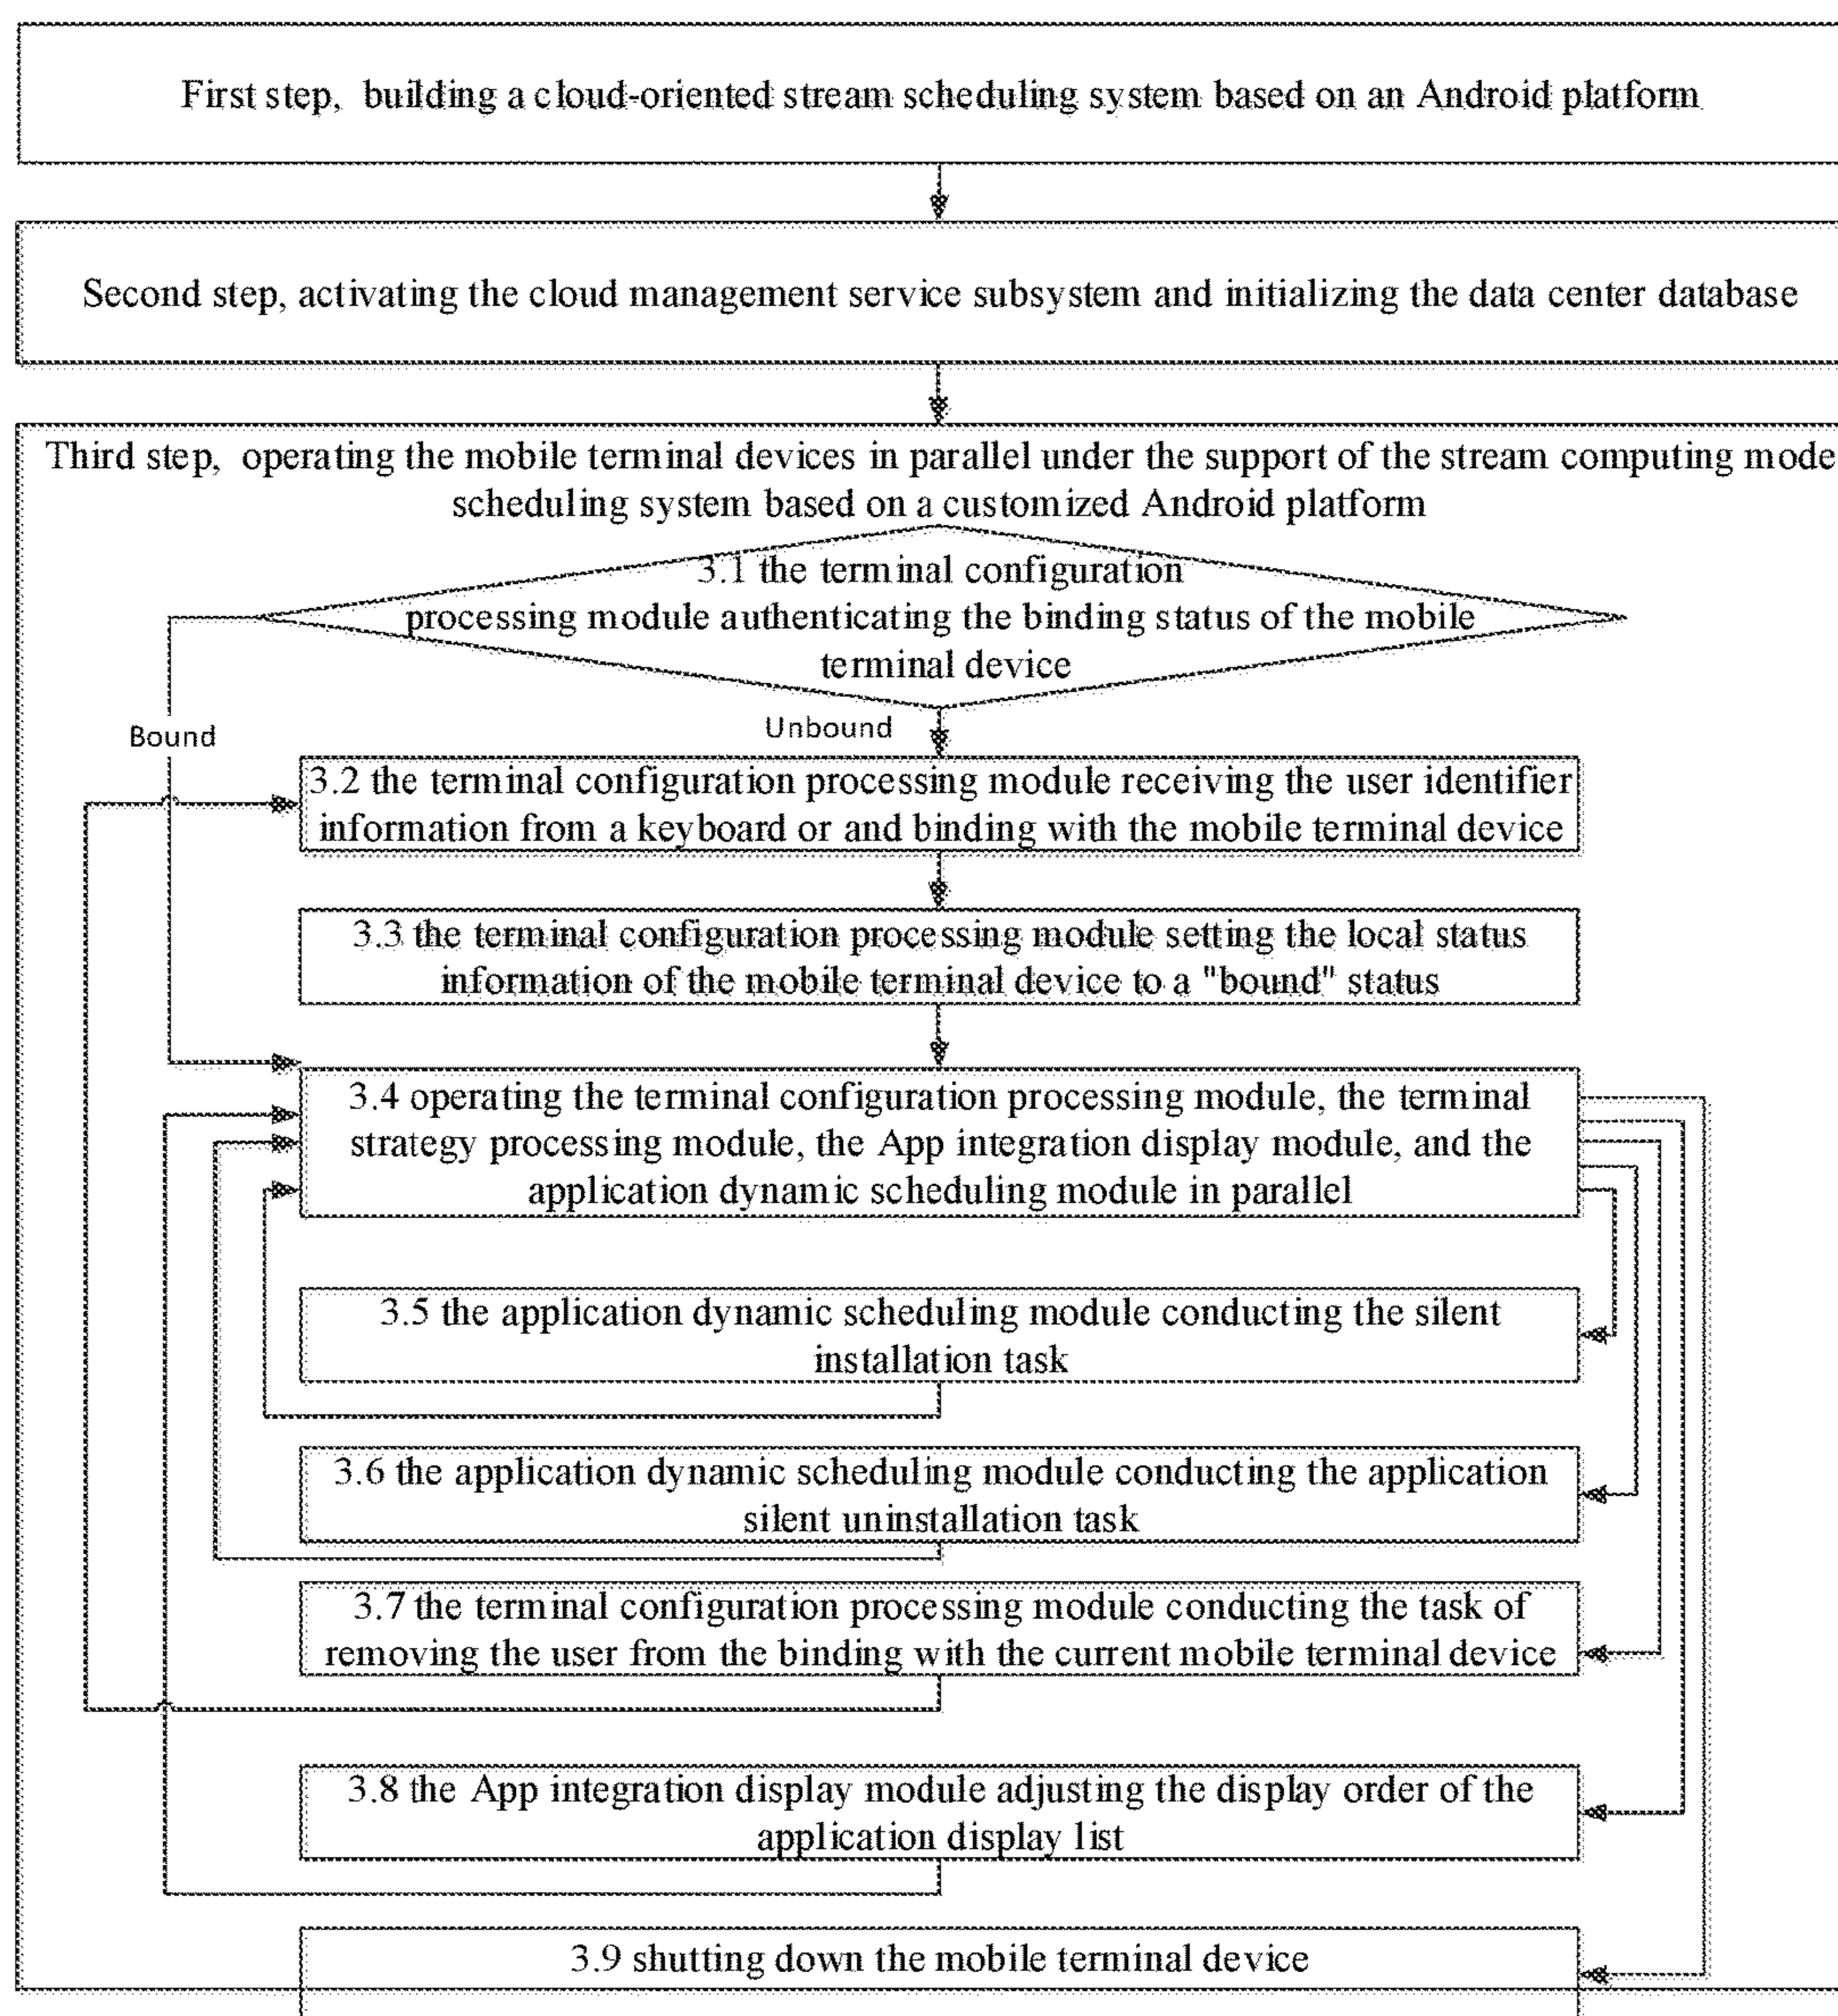 First step, building a cloud-oriented stream scheduling system based on an Android platform
Second step, activating the cloud management service subsystem and initializing the data center database
Third step, operating the mobile terminal devices in parallel under the support of the stream computing mode
scheduling system based on a customized Android platform
3.1 the terminal configuration
processing module authenticating the binding status of the mobile
terminal device
Bound
Unbound
3.2 the terminal configuration processing module receiving the user identifier
information from a keyboard or and binding with the mobile terminal device
3.3 the terminal configuration processing module setting the local status
information of the mobile terminal device to a "bound" status
3.4 operating the terminal configuration processing module, the terminal
strategy processing module, the App integration display module, and the
application dynamic scheduling module in parallel
3.5 the application dynamic scheduling module conducting the silent
installation task
3.6 the application dynamic scheduling module conducting the application
silent uninstallation task
3.7 the terminal configuration processing module conducting the task of
removing the user from the binding with the current mobile terminal device
3.8 the App integration display module adjusting the display order of the
application display list
3.9 shutting down the mobile terminal device